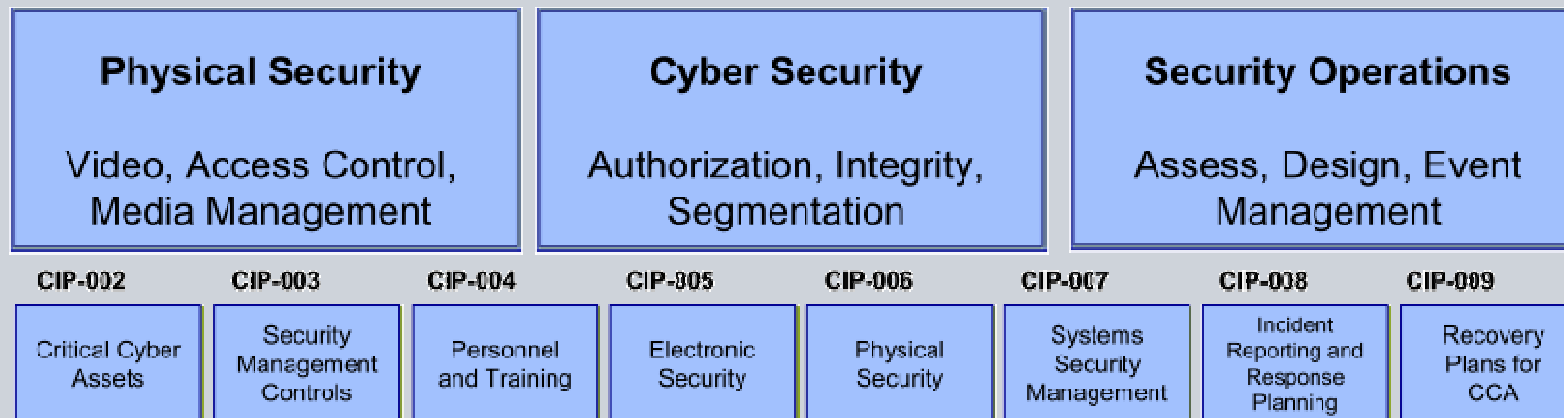 Physical Security
Video, Access Control,
Media Management
Cyber Security
Authorization, Integrity,
Segmentation
Security Operations
Assess, Design, Event
Management
CIP-002
Critical Cyber
Assets
CIP-003
Security
Management
Controls
CIP-004
Personnel
and Training
CIP-005
Electronic
Security
CIP-006
Physical
Security
CIP-007
Systems
Security
Management
CIP-008
Incident
Reporting and
Response
Planning
CIP-009
Recovery
Plans for
CCA